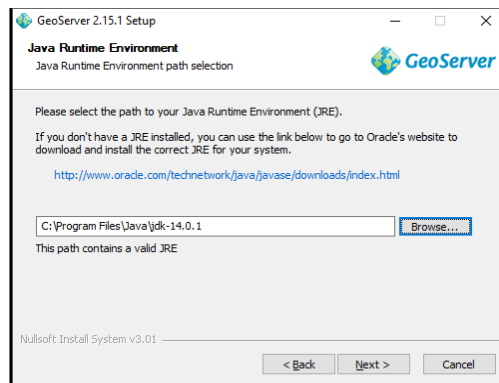 GeoServer 2.15.1 Setup
Java Runtime Environment
Java Runtime Environment path selection
GeoServer
Please select the path to your Java Runtime Environment (JRE).
If you don't have a JRE installed, you can use the link below to go to Oracle's website to
download and install the correct JRE for your system.
http://www.oracle.com/technetwork/java/javase/downloads/index.html
C:\Program Files\Java\jdk-14.0.1
Browse...
This path contains a valid JRE
Nullsoft Install System v3.01
< Back Next > Cancel